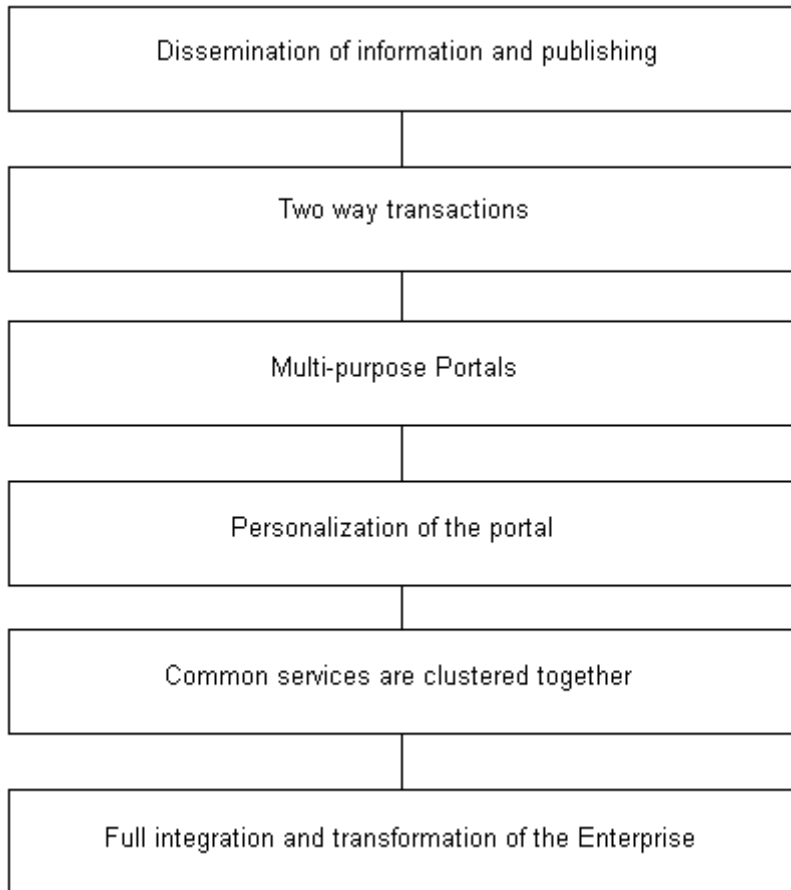 Dissemination of information and publishing
Two way transactions
Multi-purpose Portals
Personalization of the portal
Common services are clustered together
Full integration and transformation of the Enterprise